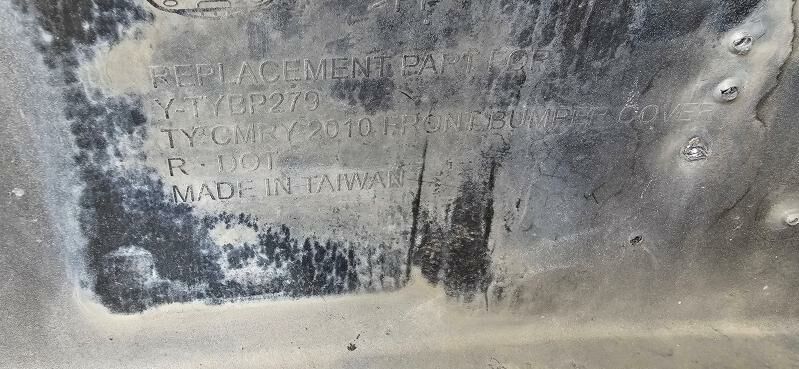 REPLACEMENT PART FOR
Y-TYBP279
TY-CMRY 2010 FRONT BUMPER COVER
R - DOT
MADE IN TAIWAN